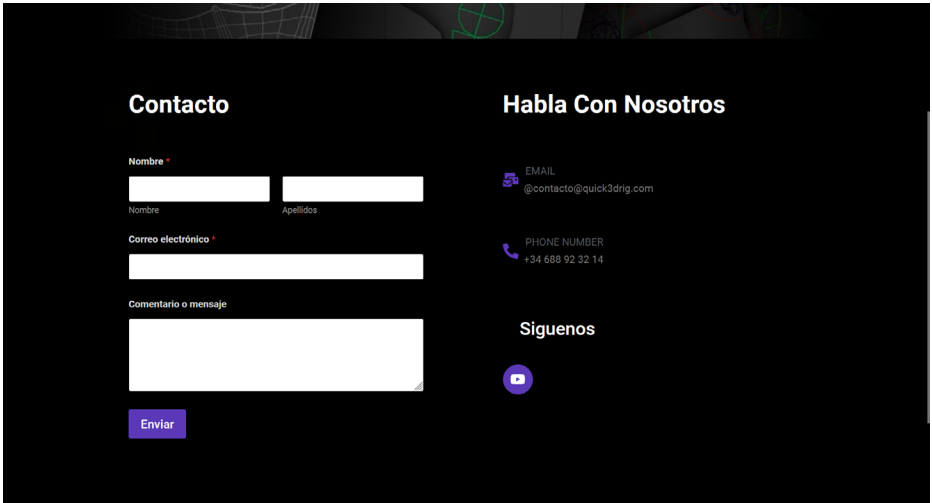 Contacto
Nombre *
Nombre
Apellidos
Correo electrónico *
Comentario o mensaje
Enviar
Habla Con Nosotros
EMAIL
@contacto@quick3drig.com
PHONE NUMBER
+34 688 92 32 14
Siguenos